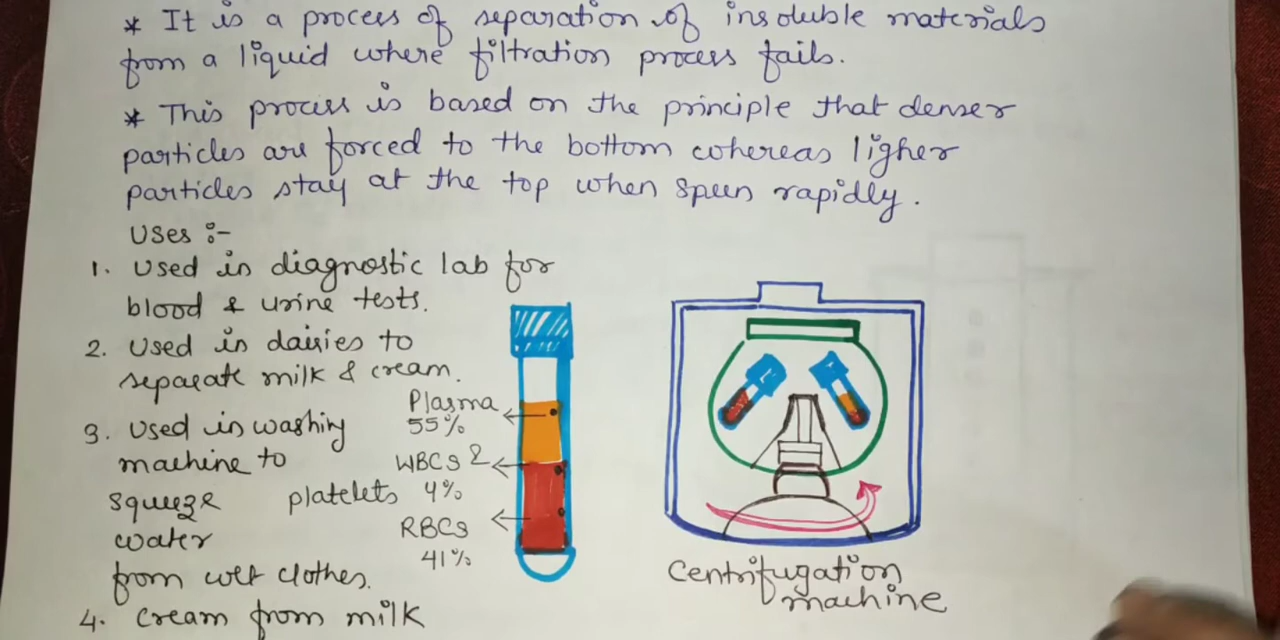 * It is a process of separation of insoluble materials
from a liquid where filtration process fails.
* This process is based on the principle that denser
particles are forced to the bottom whereas ligher
particles stay at the top when speen rapidly.
Uses :-
1. Used in diagnostic lab for
blood & urine tests.
2. Used in dairies to
separate milk & cream.
3. Used in washing
machine to
squeeze
water
from wet clothes.
4. cream from milk
Plasma
55%
WBCs &
platelets 4%
RBCs
41%
Centrifugation
machine